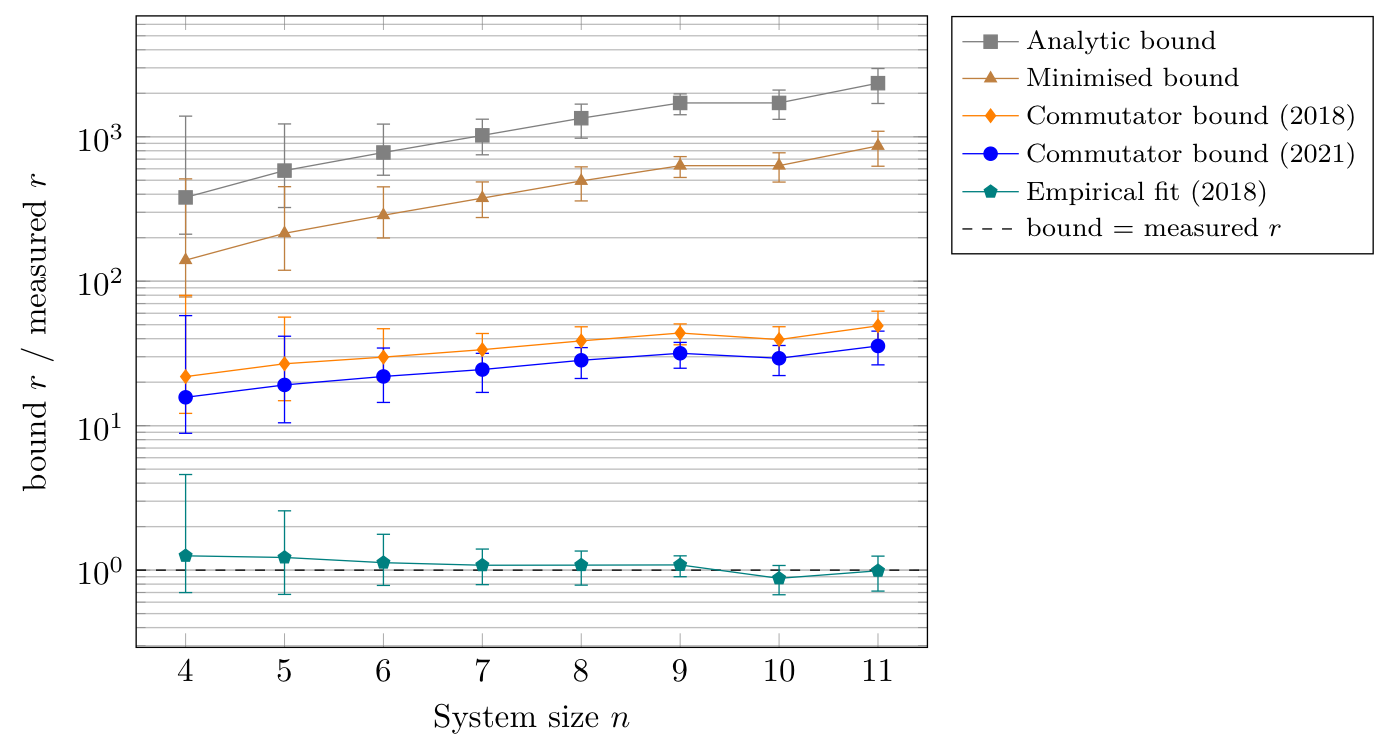 10^3
10^2
10^1
10^0
bound r / measured r
4 5 6 7 8 9 10 11
System size n
Analytic bound
Minimised bound
Commutator bound (2018)
Commutator bound (2021)
Empirical fit (2018)
bound = measured r